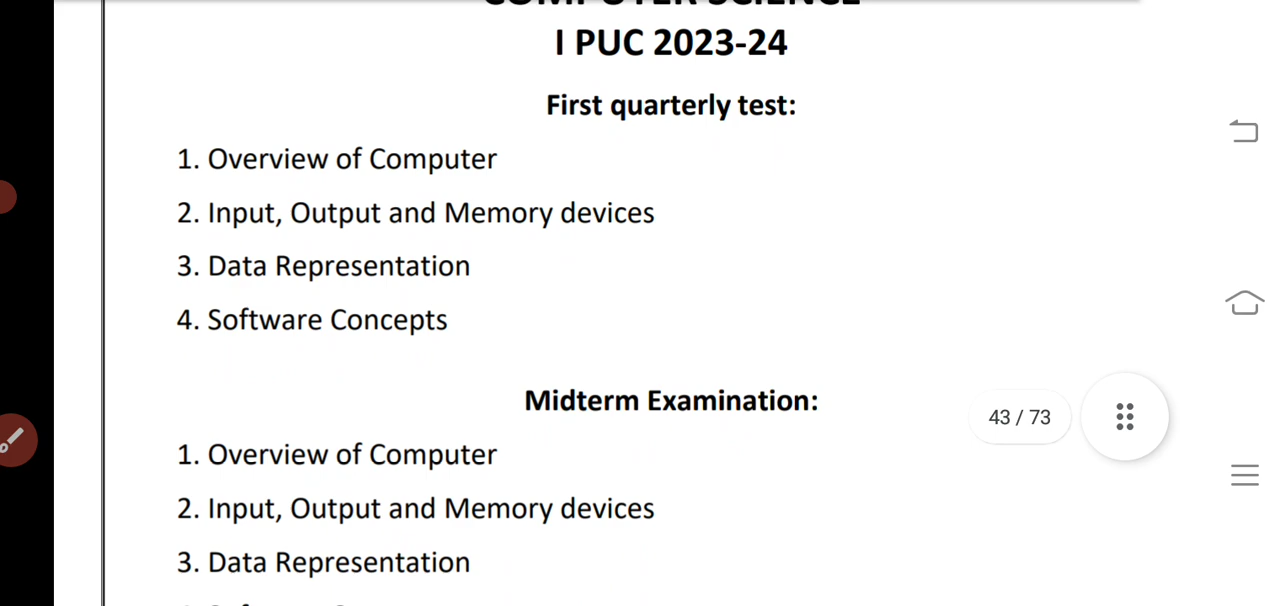 COMPUTER SCIENCE
I PUC 2023-24
First quarterly test:
1. Overview of Computer
2. Input, Output and Memory devices
3. Data Representation
4. Software Concepts
Midterm Examination:
43 / 73
1. Overview of Computer
2. Input, Output and Memory devices
3. Data Representation